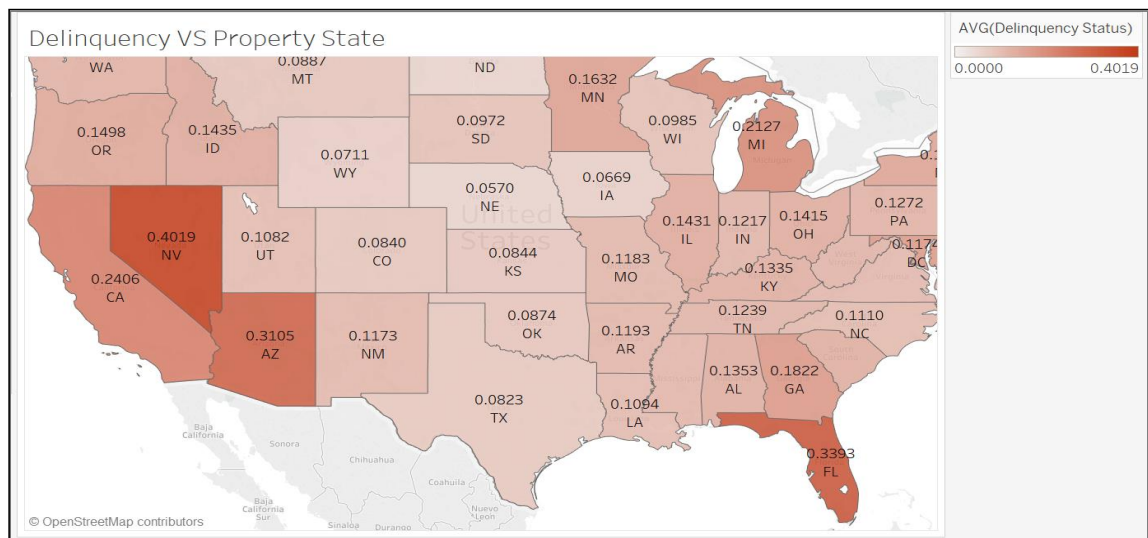 Delinquency VS Property State
AVG(Delinquency Status)
0.0000 0.4019
WA
0.0887
MT
ND
0.1632
MN
0.1498
OR
0.1435
ID
0.0972
SD
0.0985
WI
0.2127
MI
Michigan
0.0711
WY
0.0570
NE
0.0669
IA
0.1272
PA
United
States
0.4019
NV
0.1082
UT
0.0840
CO
0.0844
KS
0.1183
MO
0.1431
IL
0.1217
IN
0.1415
OH
0.1174
DC
0.2406
CA
0.1335
KY
0.3105
AZ
0.1173
NM
0.0874
OK
0.1193
AR
0.1239
TN
0.1110
NC
0.0823
TX
0.1094
LA
0.1353
AL
0.1822
GA
0.3393
FL
Baja
California
Sonora
Chihuahua
Coahuila
Baja
California
Sur
Sinaloa
Durango
Nuevo
Leon
© OpenStreetMap contributors